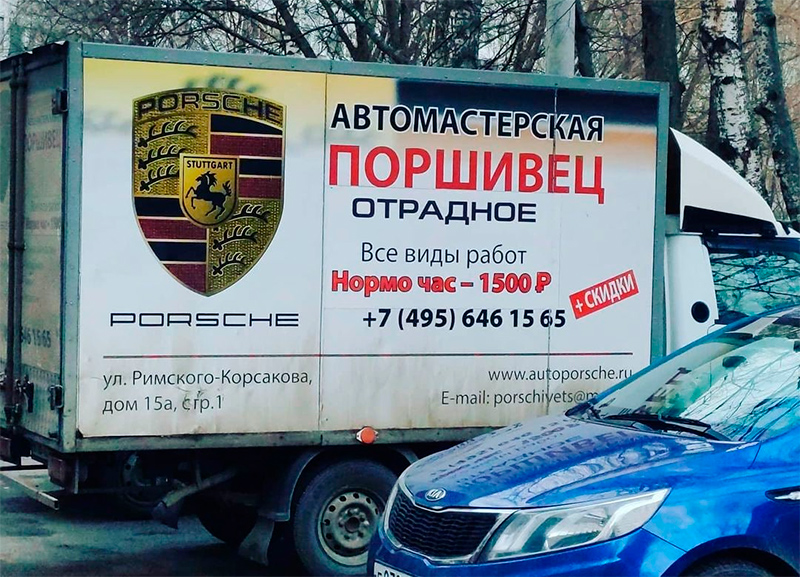 PORSCHE
STUTTGART
PORSCHE
АВТОМАСТЕРСКАЯ
ПОРШИВЕЦ
ОТРАДНОЕ
Все виды работ
Нормо час – 1500 ₽
+ СКИДКИ
+7 (495) 646 15 65
ул. Римского-Корсакова,
дом 15а, стр.1
www.autoporsche.ru
E-mail: porschivets@m
KIA